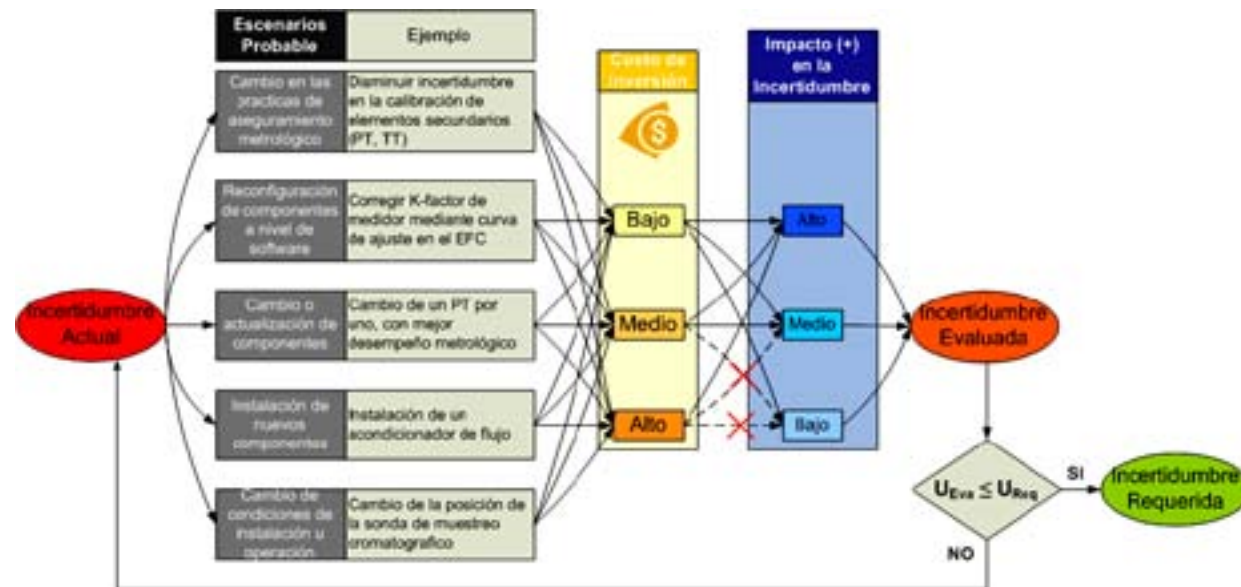 Escenarios
Probable
Ejemplo
Cambio en las
practicas de
aseguramiento
metrológico
Disminuir incertidumbre
en la calibración de
elementos secundarios
(PT, TT)
Reconfiguración
de componentes
a nivel de
software
Corregir K-factor de
medidor mediante curva
de ajuste en el EFC
Cambio o
actualización de
componentes
Cambio de un PT por
uno, con mejor
desempeño metrológico
Instalación de
nuevos
componentes
Instalación de un
acondicionador de flujo
Cambio de
condiciones de
instalación u
operación
Cambio de la posición de
la sonda de muestreo
cromatografico
Incertidumbre
Actual
Costo de
Inversión
$
Bajo
Medio
Alto
Impacto (+)
en la
Incertidumbre
Alto
Medio
Bajo
Incertidumbre
Evaluada
UEva ≤ UReq
SI
NO
Incertidumbre
Requerida